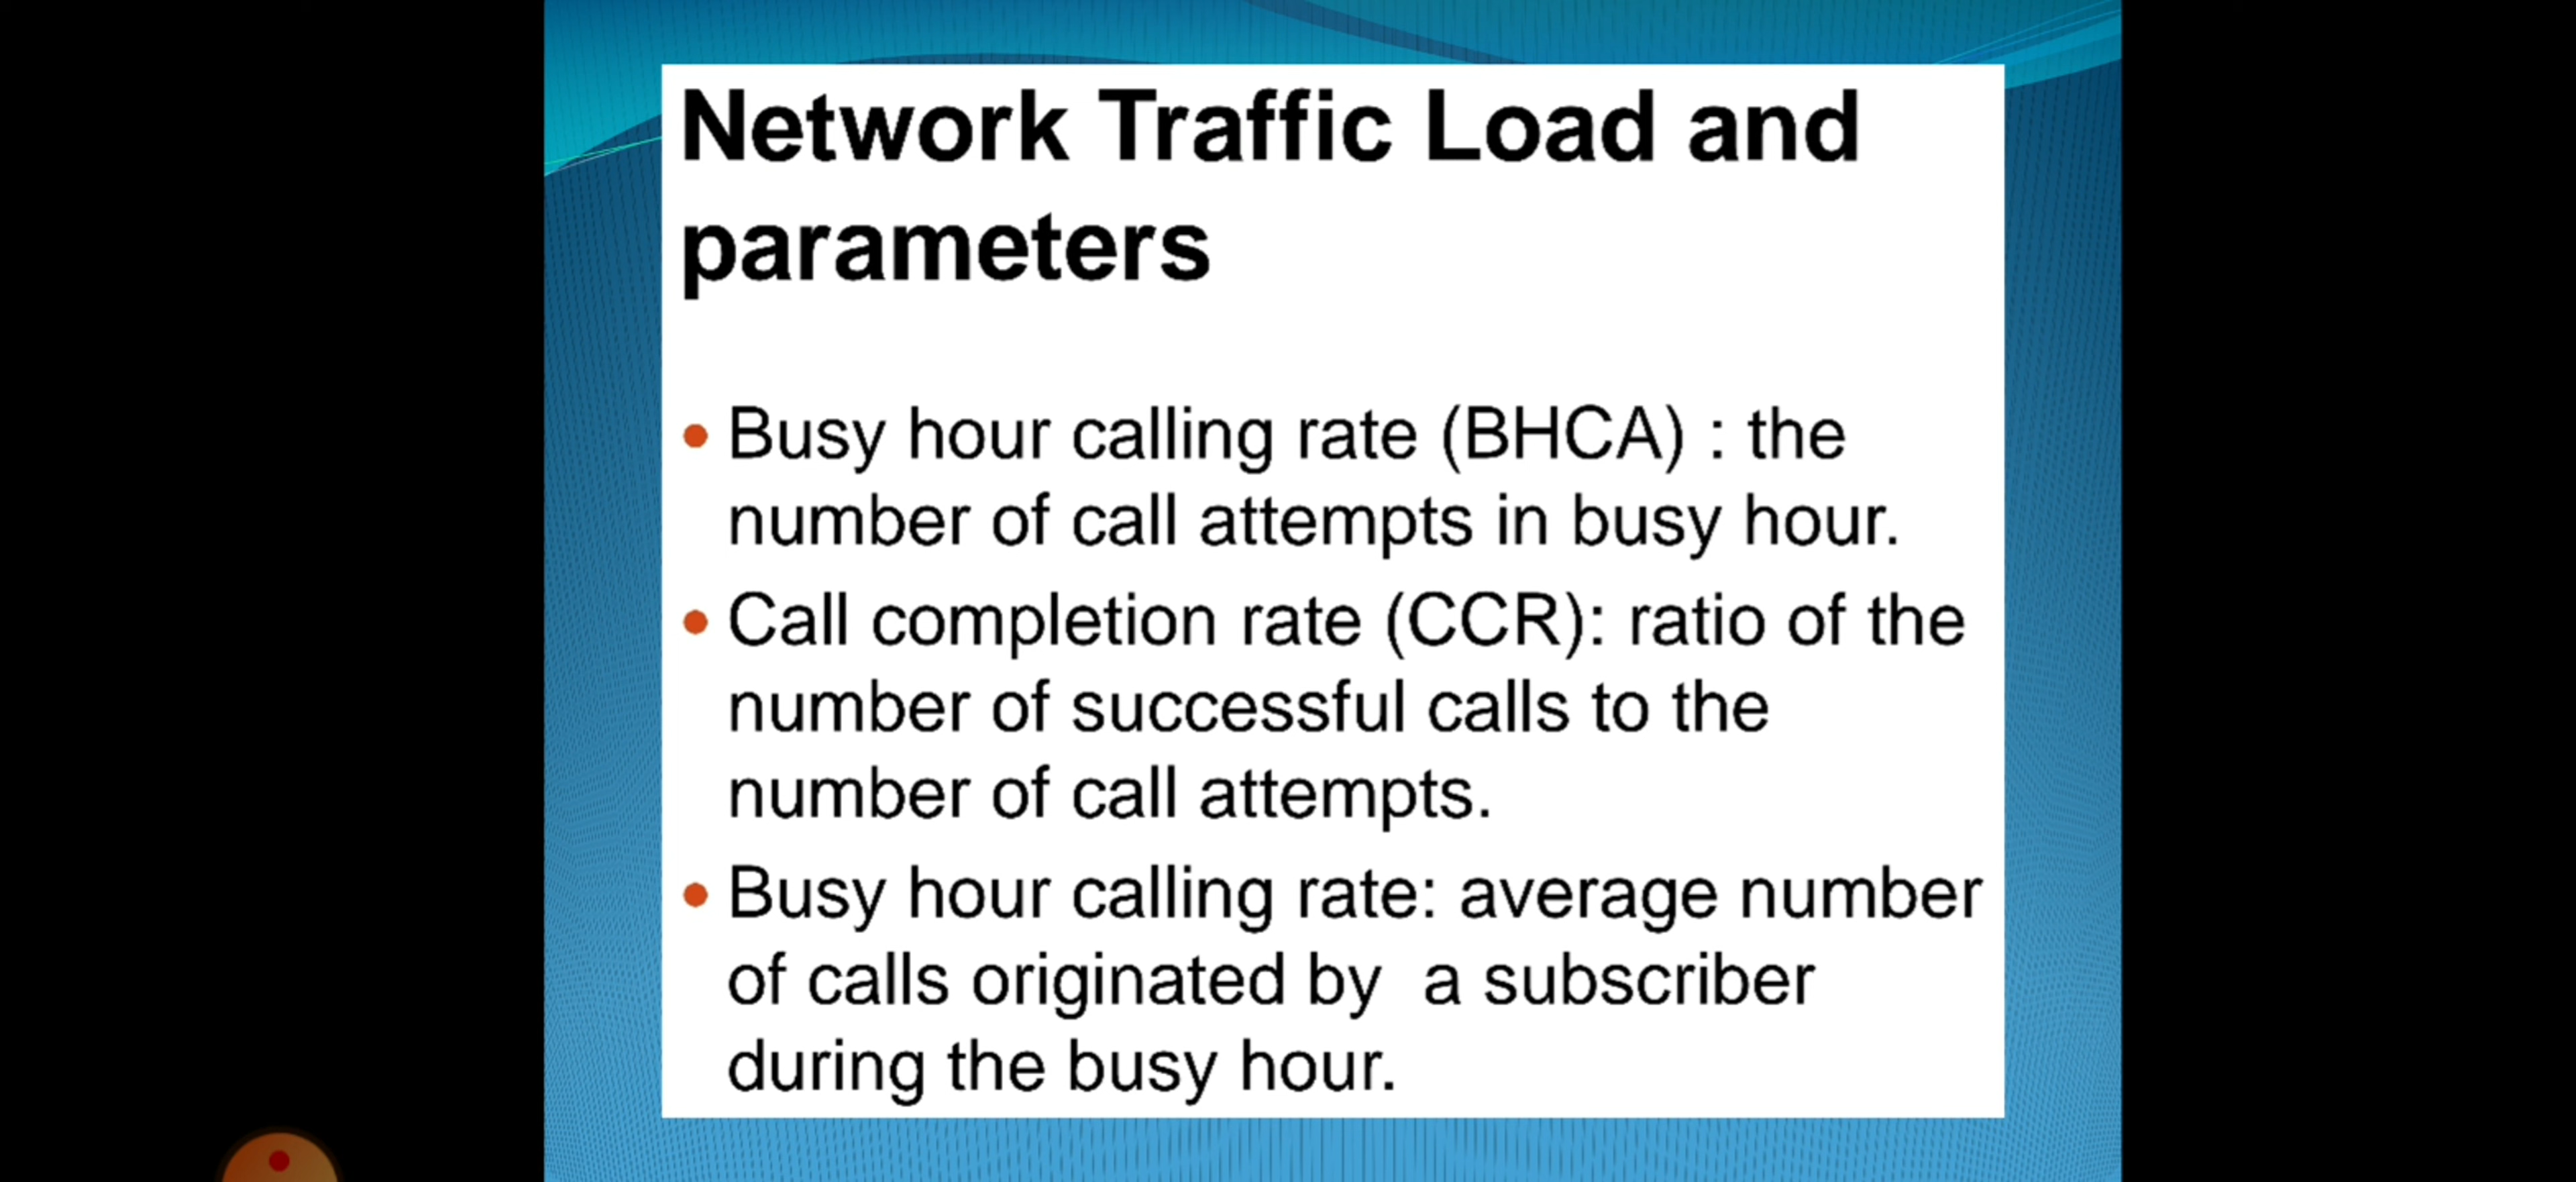 Network Traffic Load and
parameters
• Busy hour calling rate (BHCA) : the
number of call attempts in busy hour.
• Call completion rate (CCR): ratio of the
number of successful calls to the
number of call attempts.
• Busy hour calling rate: average number
of calls originated by  a subscriber
during the busy hour.